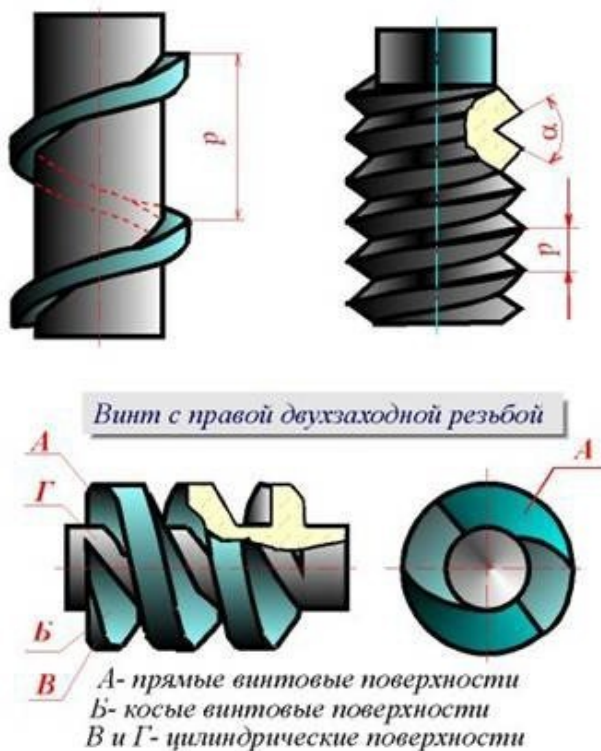 p
α
p
Винт с правой двухзаходной резьбой
А
Г
Б
В
А
А- прямые винтовые поверхности
Б- косые винтовые поверхности
В и Г- цилиндрические поверхности